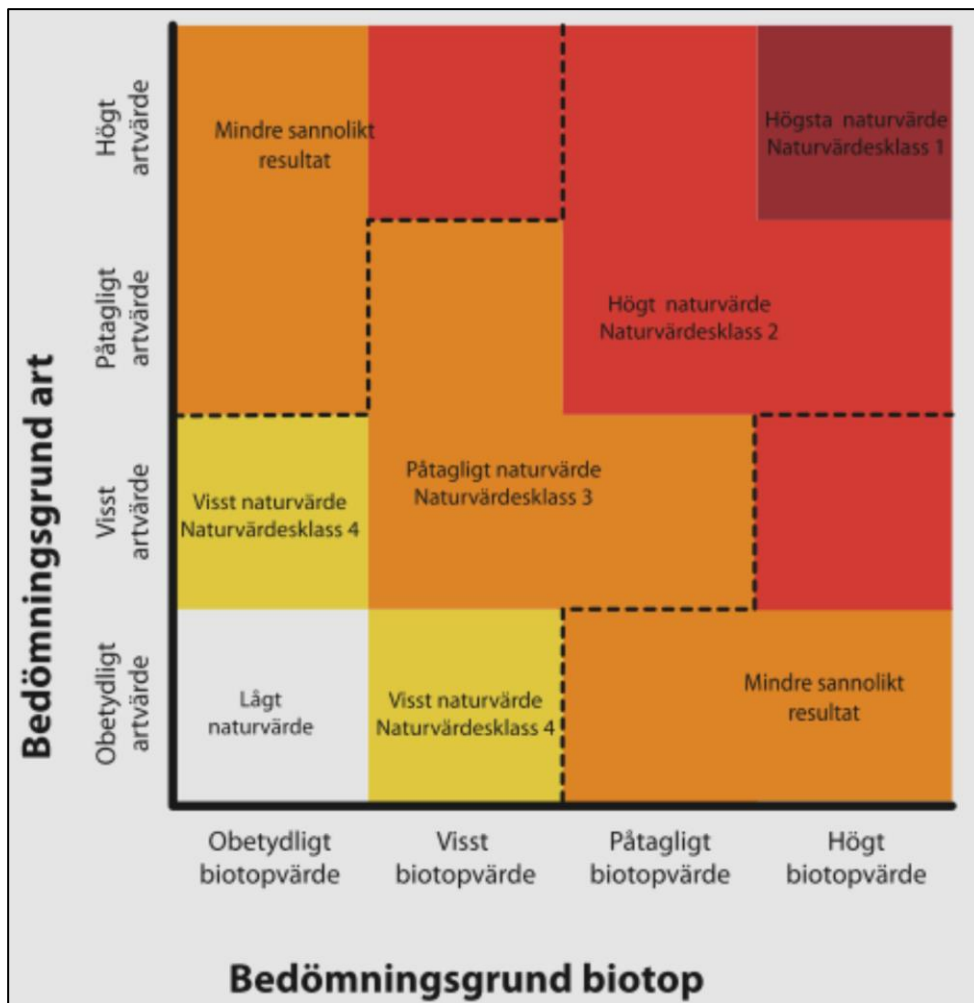 Bedömningsgrund art
Högt
artvärde
Påtagligt
artvärde
Visst
artvärde
Obetydligt
artvärde
Mindre sannolikt
resultat
Högsta naturvärde
Naturvärdesklass 1
Högt naturvärde
Naturvärdesklass 2
Påtagligt naturvärde
Naturvärdesklass 3
Visst naturvärde
Naturvärdesklass 4
Lågt
naturvärde
Visst naturvärde
Naturvärdesklass 4
Mindre sannolikt
resultat
Obetydligt
biotopvärde
Visst
biotopvärde
Påtagligt
biotopvärde
Högt
biotopvärde
Bedömningsgrund biotop